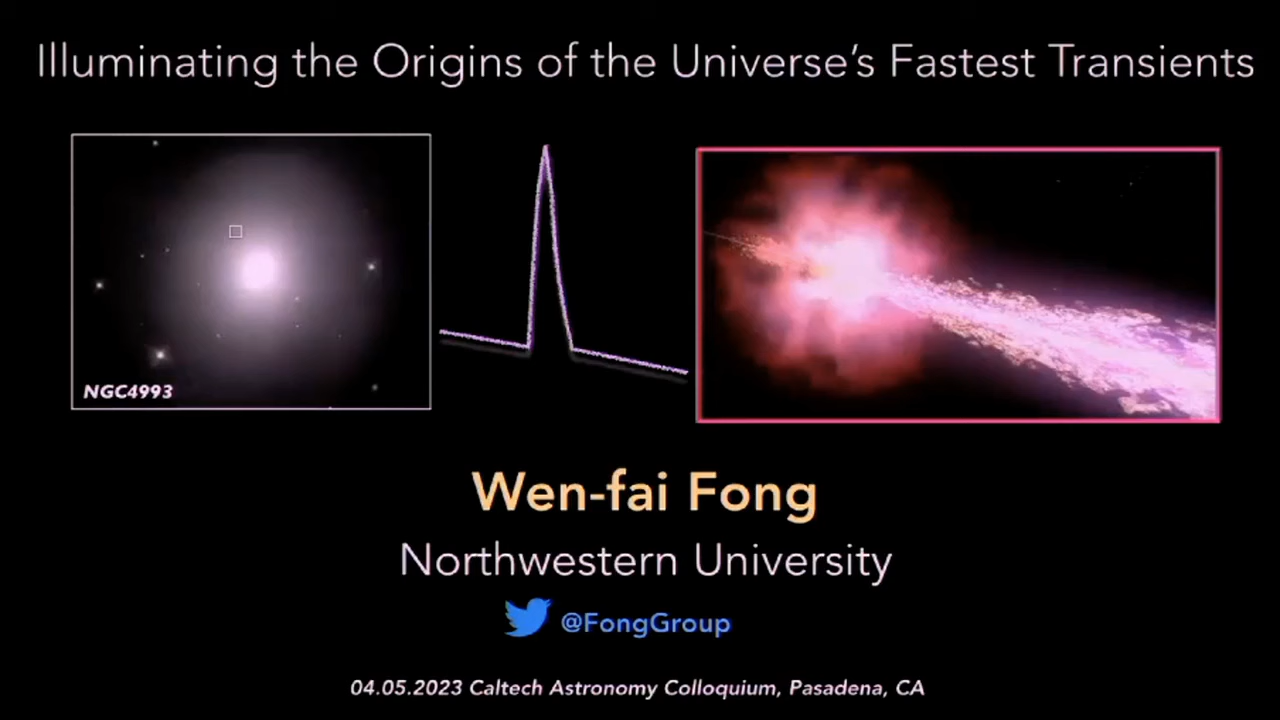 Illuminating the Origins of the Universe's Fastest Transients
NGC4993
Wen-fai Fong
Northwestern University
@FongGroup
04.05.2023 Caltech Astronomy Colloquium, Pasadena, CA